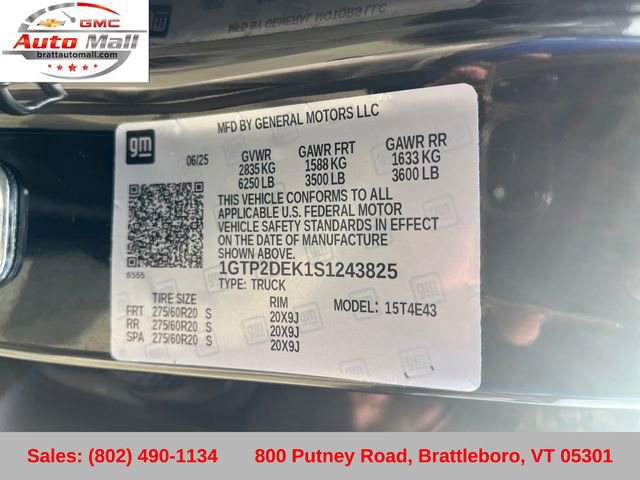 GMC
Auto Mall
brattautomall.com
MFD BY GENERAL MOTORS LLC
gm
06/25
GVWR
2835 KG
6250 LB
GAWR FRT
1588 KG
3500 LB
GAWR RR
1633 KG
3600 LB
THIS VEHICLE CONFORMS TO ALL
APPLICABLE U.S. FEDERAL MOTOR
VEHICLE SAFETY STANDARDS IN EFFECT
ON THE DATE OF MANUFACTURE
SHOWN ABOVE.
8555
1GTP2DEK1S1243825
TYPE: TRUCK
TIRE SIZE
RIM
MODEL: 15T4E43
FRT 275/60R20 S 20X9J
RR 275/60R20 S 20X9J
SPA 275/60R20 S 20X9J
Sales: (802) 490-1134 800 Putney Road, Brattleboro, VT 05301